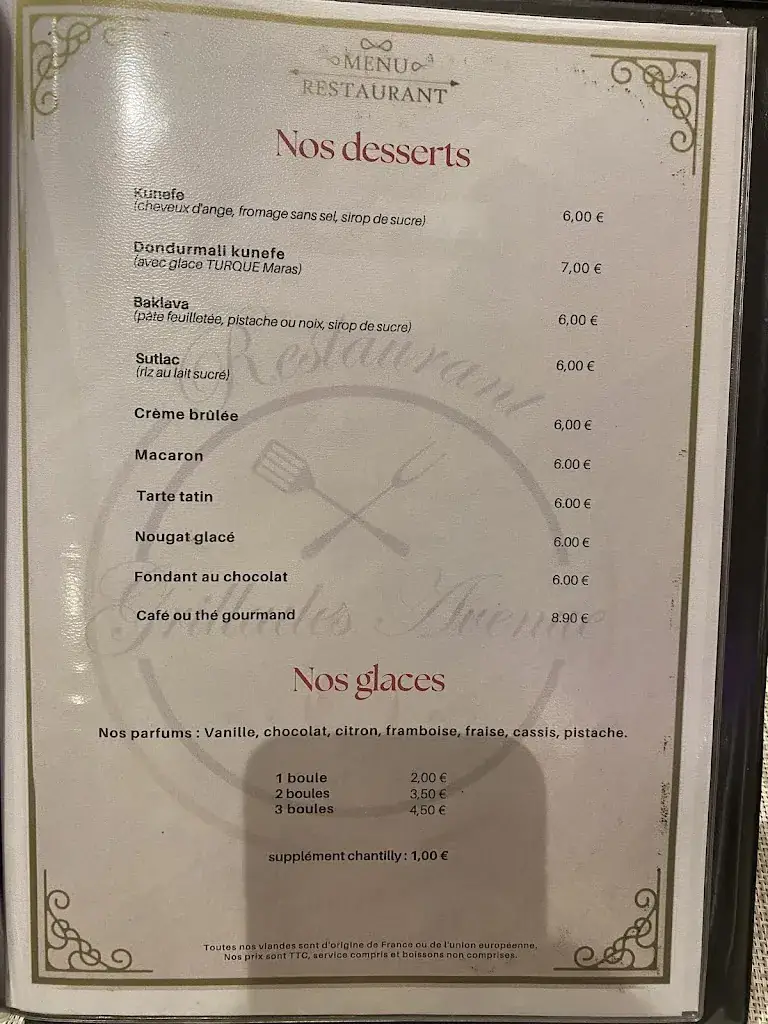 MENU
RESTAURANT
Nos desserts
Kunefe
(cheveux d'ange, fromage sans sel, sirop de sucre) 6,00 €
Dondurmali kunefe
(avec glace TURQUE Maras) 7,00 €
Baklava
(pâte feuilletée, pistache ou noix, sirop de sucre) 6,00 €
Sutlac
(riz au lait sucré) 6,00 €
Crème brûlée 6,00 €
Macaron 6.00 €
Tarte tatin 6.00 €
Nougat glacé 6.00 €
Fondant au chocolat 6.00 €
Café ou thé gourmand 8.90 €
Restaurant
Grillades Avenue
Nos glaces
Nos parfums : Vanille, chocolat, citron, framboise, fraise, cassis, pistache.
1 boule 2,00 €
2 boules 3,50 €
3 boules 4,50 €
supplément chantilly : 1,00 €
Toutes nos viandes sont d'origine de France ou de l'union européenne,
Nos prix sont TTC, service compris et boissons non comprises.